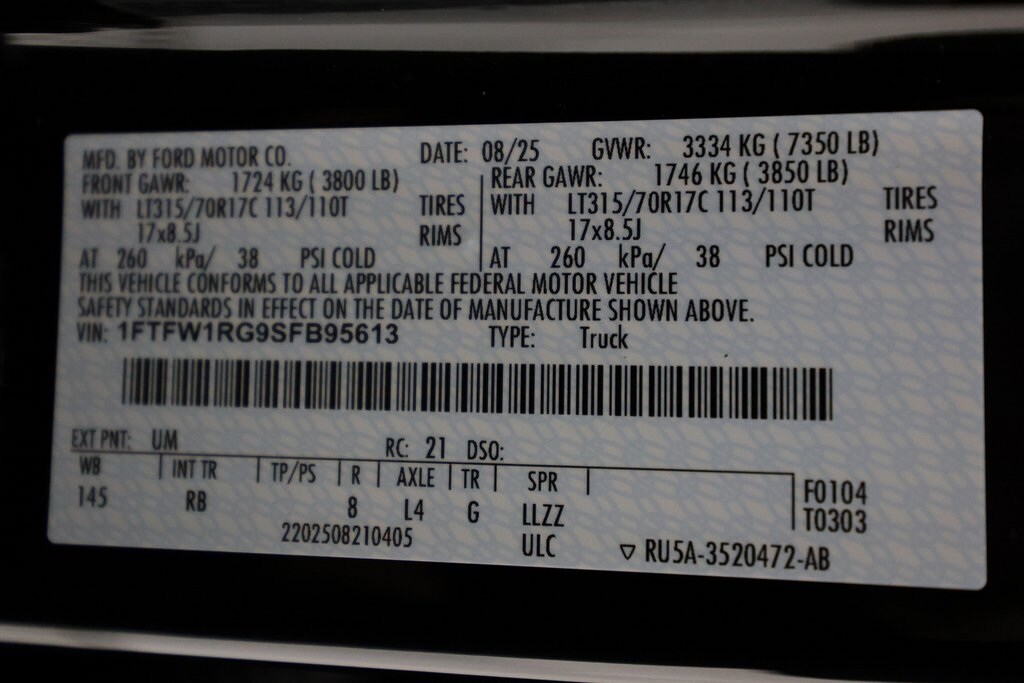 MFD. BY FORD MOTOR CO. DATE: 08/25 GVWR: 3334 KG ( 7350 LB)
FRONT GAWR: 1724 KG ( 3800 LB) REAR GAWR: 1746 KG ( 3850 LB)
WITH LT315/70R17C 113/110T TIRES WITH LT315/70R17C 113/110T TIRES
17x8.5J RIMS 17x8.5J RIMS
AT 260 kPa/ 38 PSI COLD AT 260 kPa/ 38 PSI COLD
THIS VEHICLE CONFORMS TO ALL APPLICABLE FEDERAL MOTOR VEHICLE
SAFETY STANDARDS IN EFFECT ON THE DATE OF MANUFACTURE SHOWN ABOVE.
VIN: 1FTFW1RG9SFB95613 TYPE: Truck
EXT PNT: UM RC: 21 DSO:
WB INT TR TP/PS R AXLE TR SPR F0104
145 RB 8 L4 G LLZZ T0303
2202508210405 ULC ▽ RU5A-3520472-AB